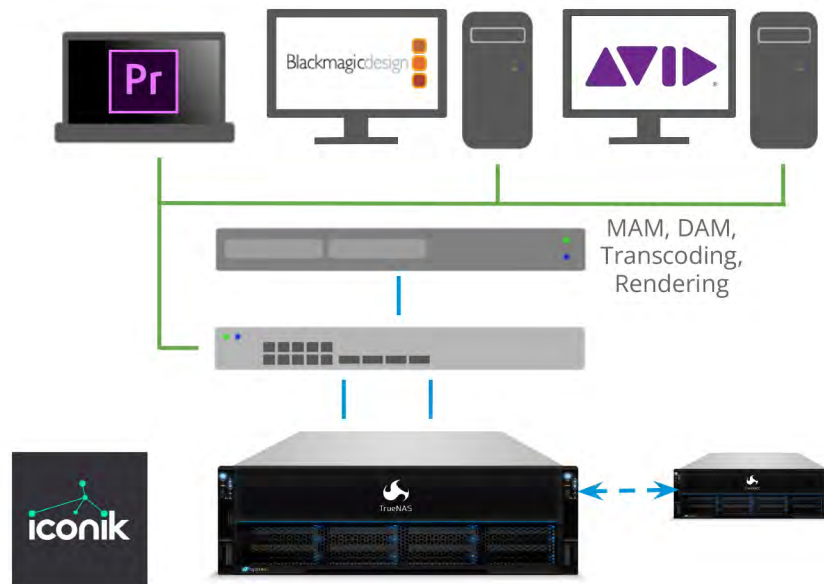 Pr
Blackmagicdesign
AVID
MAM, DAM,
Transcoding,
Rendering
TrueNAS
iconik